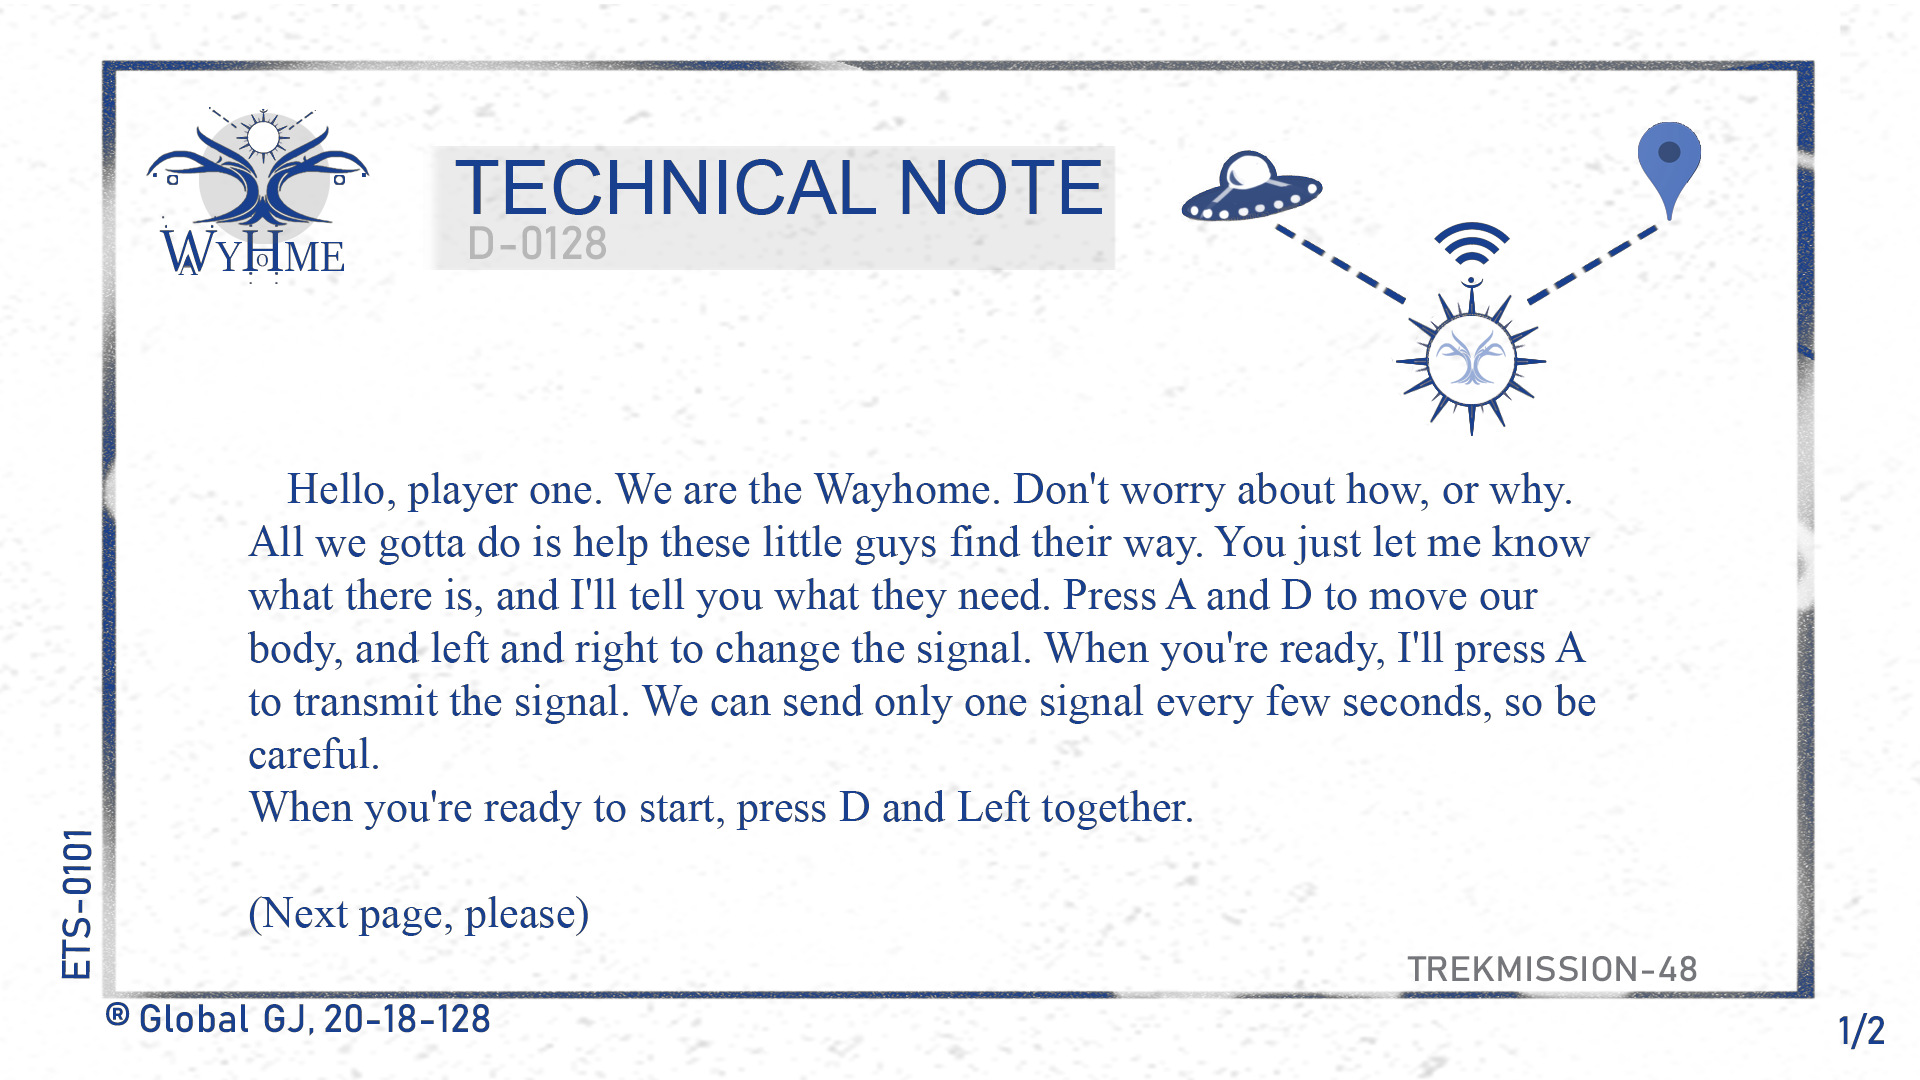 WAYHOME
TECHNICAL NOTE
D-0128
Hello, player one. We are the Wayhome. Don't worry about how, or why.
All we gotta do is help these little guys find their way. You just let me know
what there is, and I'll tell you what they need. Press A and D to move our
body, and left and right to change the signal. When you're ready, I'll press A
to transmit the signal. We can send only one signal every few seconds, so be
careful.
When you're ready to start, press D and Left together.
(Next page, please)
TREKMISSION-48
ETS-0101
® Global GJ, 20-18-128
1/2